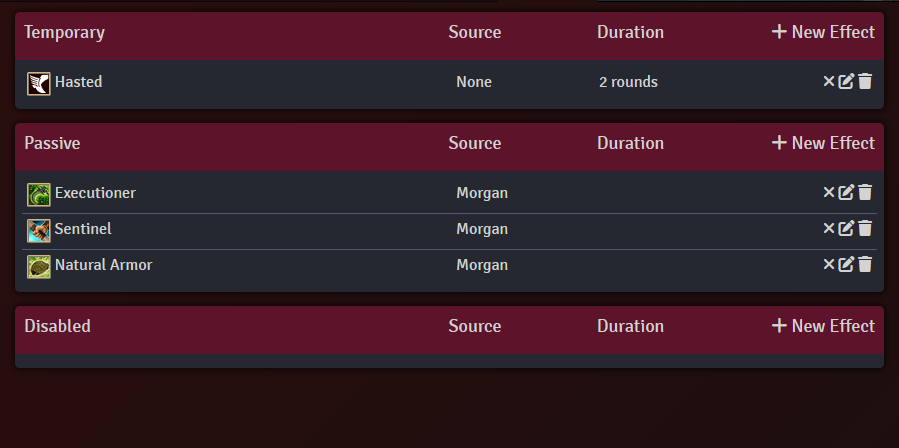 Temporary Source Duration + New Effect
Hasted None 2 rounds
Passive Source Duration + New Effect
Executioner Morgan
Sentinel Morgan
Natural Armor Morgan
Disabled Source Duration + New Effect